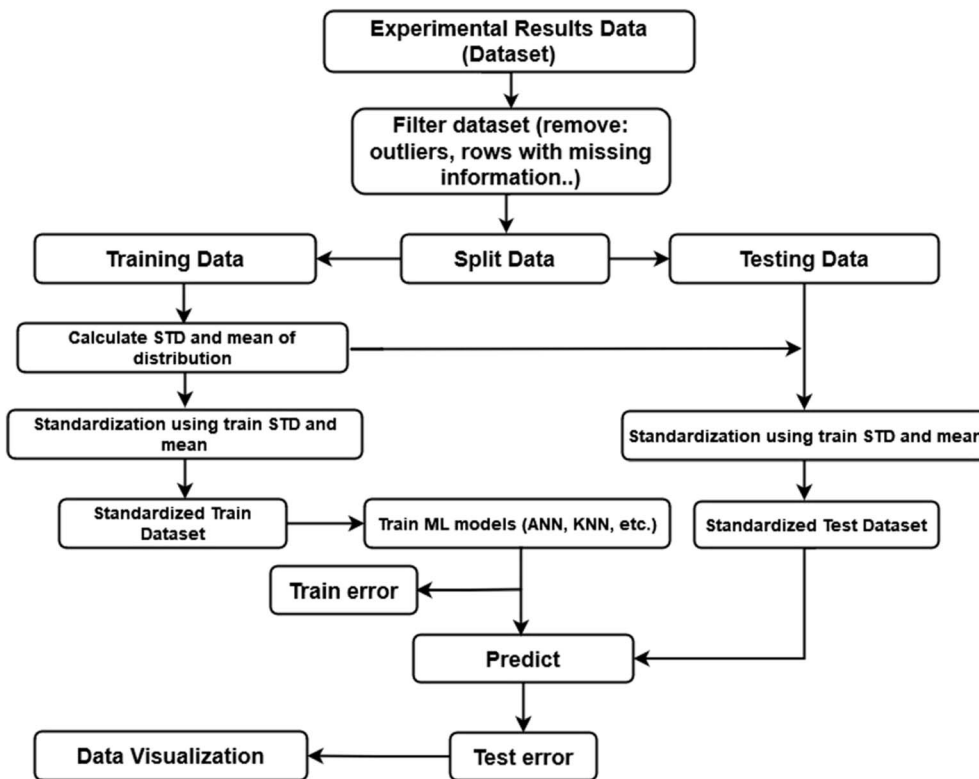 Experimental Results Data
(Dataset)
Filter dataset (remove:
outliers, rows with missing
information..)
Training Data
Split Data
Testing Data
Calculate STD and mean of
distribution
Standardization using train STD and
mean
Standardization using train STD and mean
Standardized Train
Dataset
Train ML models (ANN, KNN, etc.)
Standardized Test Dataset
Train error
Predict
Data Visualization
Test error